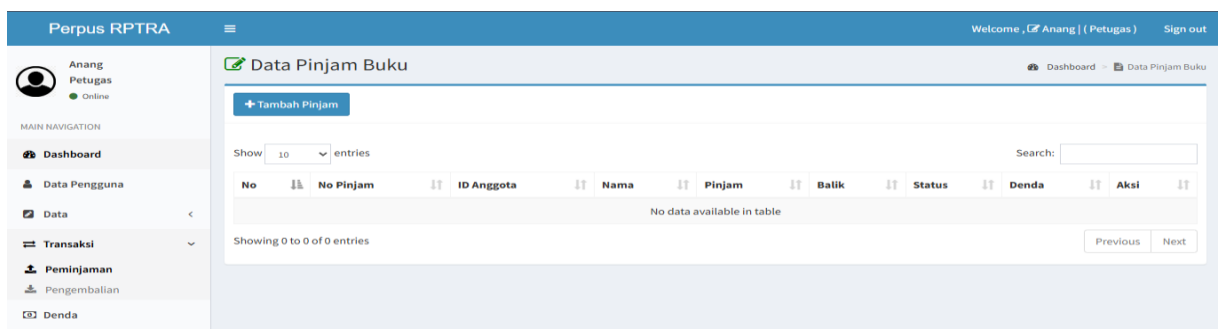 Perpus RPTRA
Welcome , Anang | ( Petugas ) Sign out
Anang
Petugas
Online
MAIN NAVIGATION
Dashboard
Data Pengguna
Data
Transaksi
Peminjaman
Pengembalian
Denda
Data Pinjam Buku
Dashboard > Data Pinjam Buku
+ Tambah Pinjam
Show 10 entries Search:
No No Pinjam ID Anggota Nama Pinjam Balik Status Denda Aksi
No data available in table
Showing 0 to 0 of 0 entries Previous Next